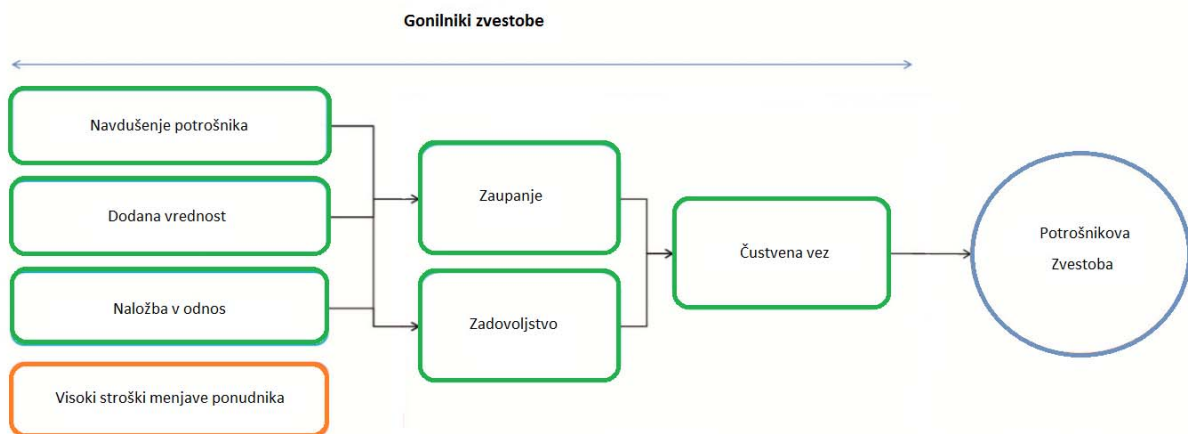 Gonilniki zvestobe
Navdušenje potrošnika
Dodana vrednost
Naložba v odnos
Visoki stroški menjave ponudnika
Zaupanje
Zadovoljstvo
Čustvena vez
Potrošnikova
Zvestoba